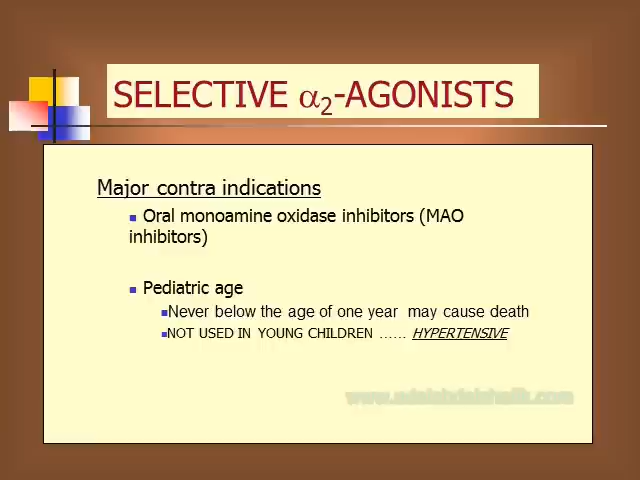 SELECTIVE α₂-AGONISTS
Major contra indications
Oral monoamine oxidase inhibitors (MAO
inhibitors)
Pediatric age
Never below the age of one year may cause death
NOT USED IN YOUNG CHILDREN ...... HYPERTENSIVE